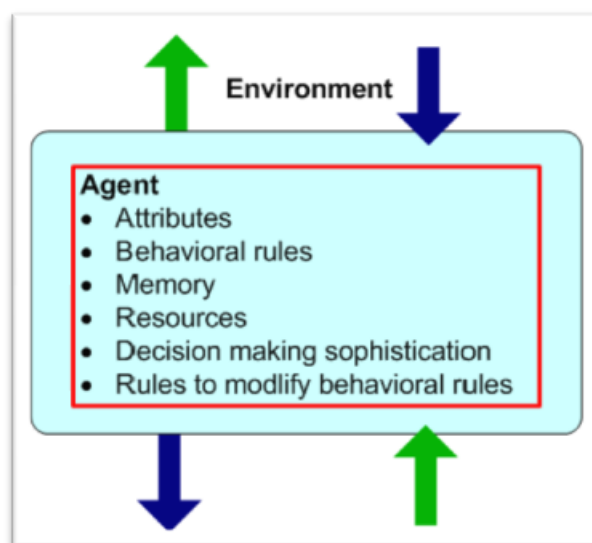 Environment
Agent
• Attributes
• Behavioral rules
• Memory
• Resources
• Decision making sophistication
• Rules to modlify behavioral rules